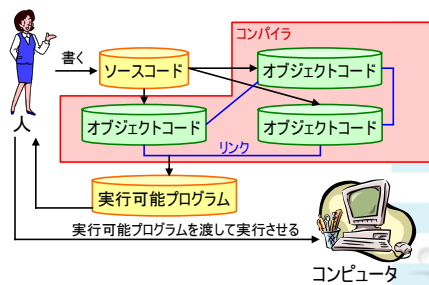 コンパイラ
書く
ソースコード
オブジェクトコード
オブジェクトコード
オブジェクトコード
人
リンク
実行可能プログラム
実行可能プログラムを渡して実行させる
コンピュータ